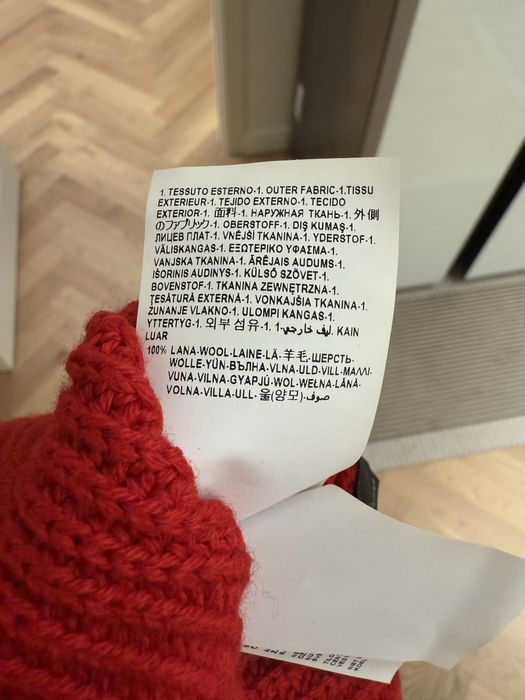 1. TESSUTO ESTERNO-1. OUTER FABRIC-1.TISSU
EXTERIEUR-1. TEJIDO EXTERNO-1. TECIDO
EXTERIOR-1. 面料-1. НАРУЖНАЯ ТКАНЬ-1. 外側
のファブリック-1. OBERSTOFF-1. DIŞ KUMAŞ-1.
ЛИЦЕВ ПЛАТ-1. VNĚJŠÍ TKANINA-1. YDERSTOF-1.
VÄLISKANGAS-1. ΕΞΩΤΕΡΙΚΟ ΥΦΑΣΜΑ-1.
VANJSKA TKANINA-1. ĀRĒJAIS AUDUMS-1.
IŠORINIS AUDINYS-1. KÜLSŐ SZÖVET-1.
BOVENSTOF-1. TKANINA ZEWNĘTRZNA-1.
ȚESĂTURĂ EXTERNĂ-1. VONKAJŠIA TKANINA-1.
ZUNANJE VLAKNO-1. ULOMPI KANGAS-1.
YTTERTYG-1. 외부 섬유-1. ليف خارجي-1. KAIN
LUAR
100% LANA-WOOL-LAINE-LÃ-羊毛-ШЕРСТЬ-
WOLLE-YÜN-ВЪЛНА-VLNA-ULD-VILL-ΜΑΛΛΙ-
VUNA-VILNA-GYAPJÚ-WOL-WEŁNA-LÂNĂ-
VOLNA-VILLA-ULL-울(양모)-صوف-